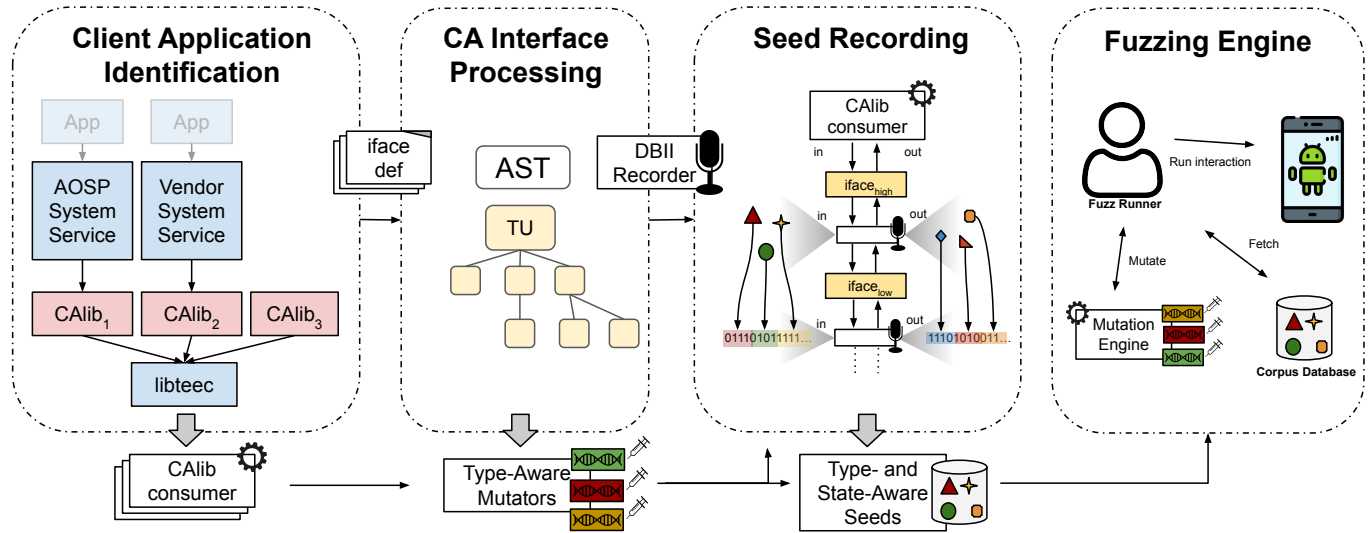 Client Application
Identification
App
App
AOSP
System
Service
Vendor
System
Service
CAlib1
CAlib2
CAlib3
libteec
CAlib
consumer
iface
def
CA Interface
Processing
AST
TU
Type-Aware
Mutators
DBII
Recorder
Seed Recording
CAlib
consumer
in
out
ifacehigh
in
out
ifacelow
in
out
011101011111...
11101010011...
Type- and
State-Aware
Seeds
Fuzzing Engine
Run interaction
Fuzz Runner
Fetch
Mutate
Mutation
Engine
Corpus Database